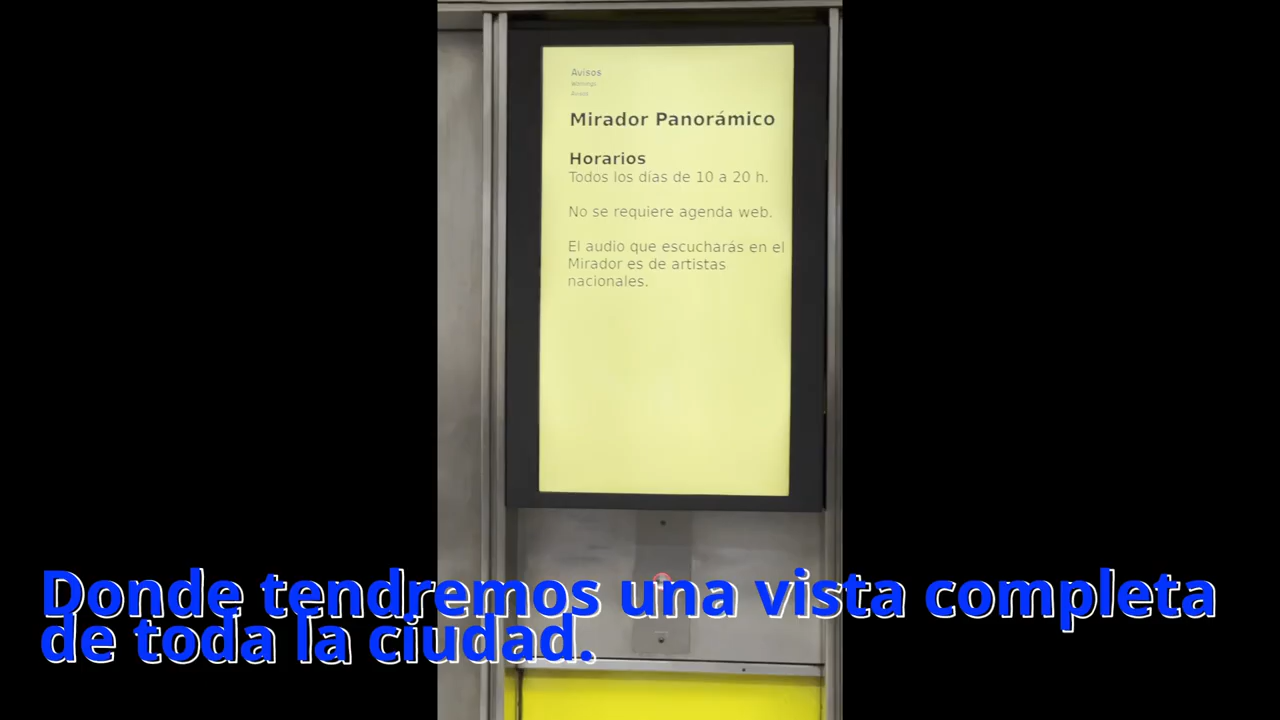 Avisos
Mirador Panorámico
Horarios
Todos los días de 10 a 20 h.
No se requiere agenda web.
El audio que escucharás en el
Mirador es de artistas
nacionales.
Donde tendremos una vista completa
de toda la ciudad.